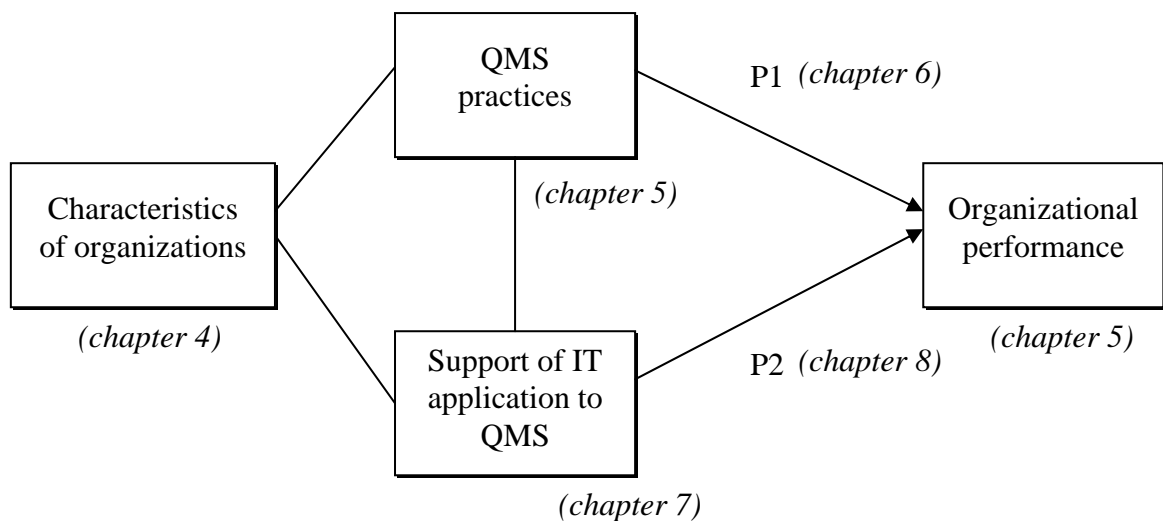 QMS
practices
P1 (chapter 6)
(chapter 5)
Characteristics
of organizations
(chapter 4)
Organizational
performance
(chapter 5)
Support of IT
application to
QMS
P2 (chapter 8)
(chapter 7)